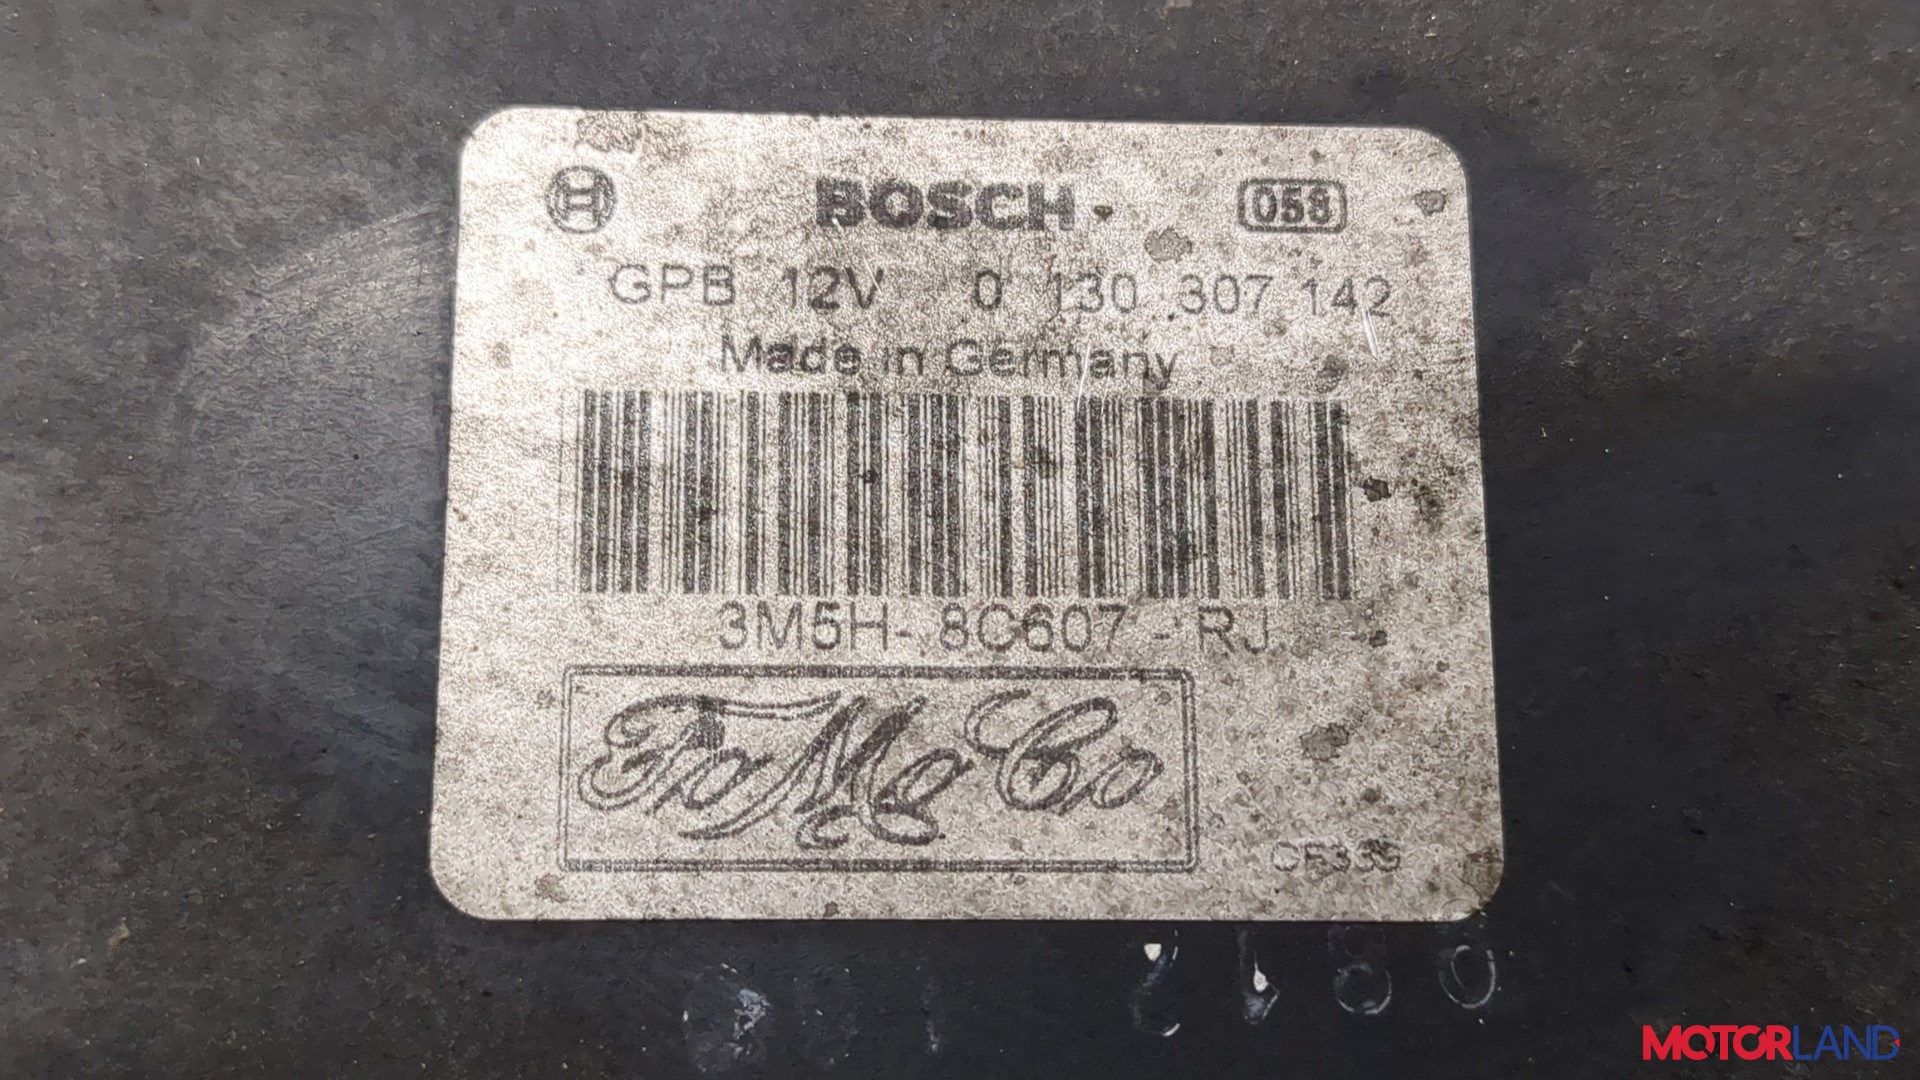 BOSCH 058
GPB 12V 0 130 307 142
Made in Germany
3M5H-8C607-RJ
FoMoCo
MOTORLAND